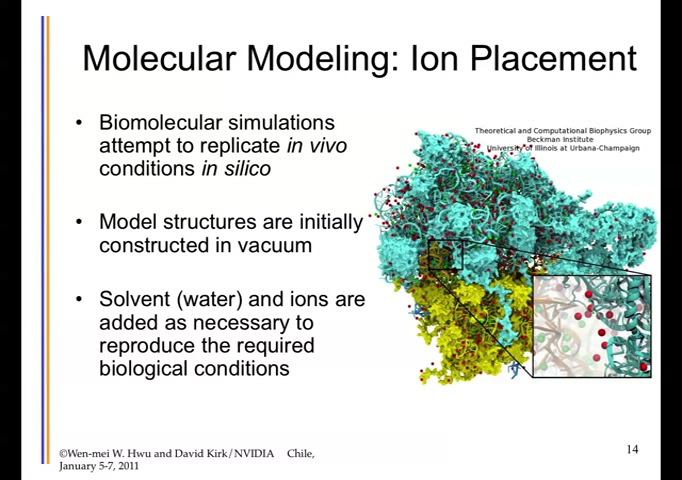 Molecular Modeling: Ion Placement
• Biomolecular simulations
attempt to replicate in vivo
conditions in silico
• Model structures are initially
constructed in vacuum
• Solvent (water) and ions are
added as necessary to
reproduce the required
biological conditions
Theoretical and Computational Biophysics Group
Beckman Institute
University of Illinois at Urbana-Champaign
©Wen-mei W. Hwu and David Kirk/NVIDIA Chile,
January 5-7, 2011
14